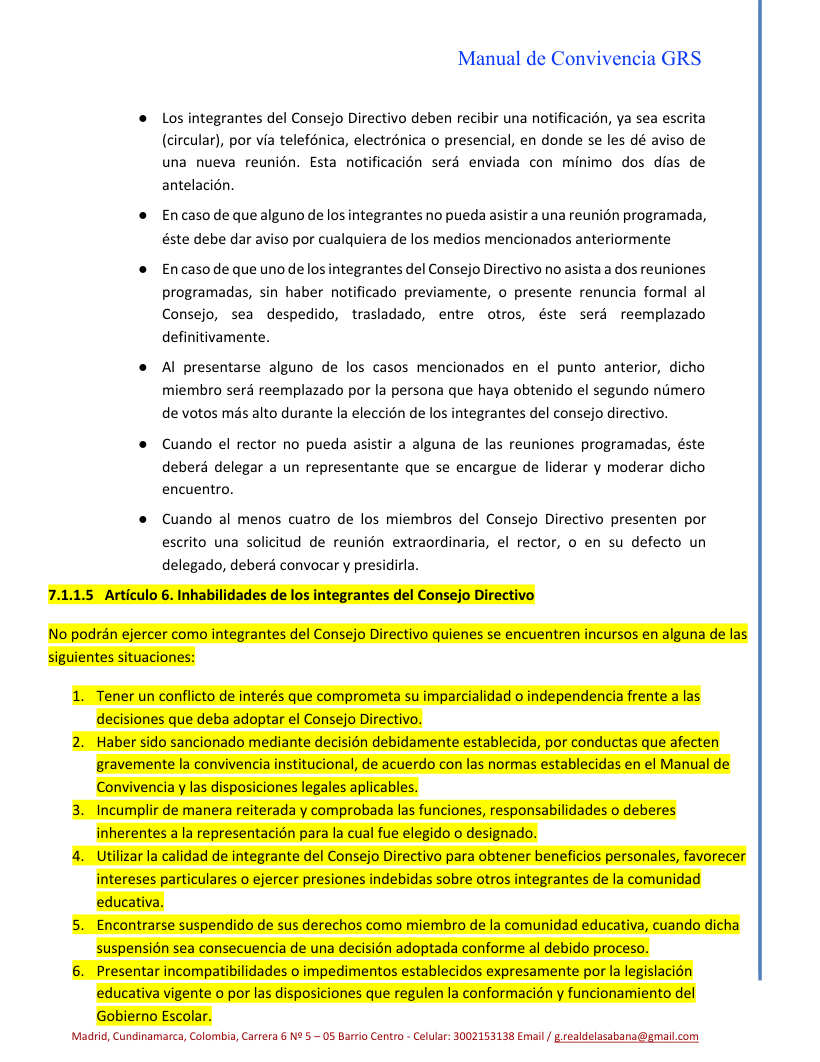 Manual de Convivencia GRS
● Los integrantes del Consejo Directivo deben recibir una notificación, ya sea escrita
(circular), por vía telefónica, electrónica o presencial, en donde se les dé aviso de
una nueva reunión. Esta notificación será enviada con mínimo dos días de
antelación.
● En caso de que alguno de los integrantes no pueda asistir a una reunión programada,
éste debe dar aviso por cualquiera de los medios mencionados anteriormente
● En caso de que uno de los integrantes del Consejo Directivo no asista a dos reuniones
programadas, sin haber notificado previamente, o presente renuncia formal al
Consejo, sea despedido, trasladado, entre otros, éste será reemplazado
definitivamente.
● Al presentarse alguno de los casos mencionados en el punto anterior, dicho
miembro será reemplazado por la persona que haya obtenido el segundo número
de votos más alto durante la elección de los integrantes del consejo directivo.
● Cuando el rector no pueda asistir a alguna de las reuniones programadas, éste
deberá delegar a un representante que se encargue de liderar y moderar dicho
encuentro.
● Cuando al menos cuatro de los miembros del Consejo Directivo presenten por
escrito una solicitud de reunión extraordinaria, el rector, o en su defecto un
delegado, deberá convocar y presidirla.
7.1.1.5 Artículo 6. Inhabilidades de los integrantes del Consejo Directivo
No podrán ejercer como integrantes del Consejo Directivo quienes se encuentren incursos en alguna de las
siguientes situaciones:
1. Tener un conflicto de interés que comprometa su imparcialidad o independencia frente a las
decisiones que deba adoptar el Consejo Directivo.
2. Haber sido sancionado mediante decisión debidamente establecida, por conductas que afecten
gravemente la convivencia institucional, de acuerdo con las normas establecidas en el Manual de
Convivencia y las disposiciones legales aplicables.
3. Incumplir de manera reiterada y comprobada las funciones, responsabilidades o deberes
inherentes a la representación para la cual fue elegido o designado.
4. Utilizar la calidad de integrante del Consejo Directivo para obtener beneficios personales, favorecer
intereses particulares o ejercer presiones indebidas sobre otros integrantes de la comunidad
educativa.
5. Encontrarse suspendido de sus derechos como miembro de la comunidad educativa, cuando dicha
suspensión sea consecuencia de una decisión adoptada conforme al debido proceso.
6. Presentar incompatibilidades o impedimentos establecidos expresamente por la legislación
educativa vigente o por las disposiciones que regulen la conformación y funcionamiento del
Gobierno Escolar.
Madrid, Cundinamarca, Colombia, Carrera 6 Nº 5 – 05 Barrio Centro - Celular: 3002153138 Email / g.realdelasabana@gmail.com